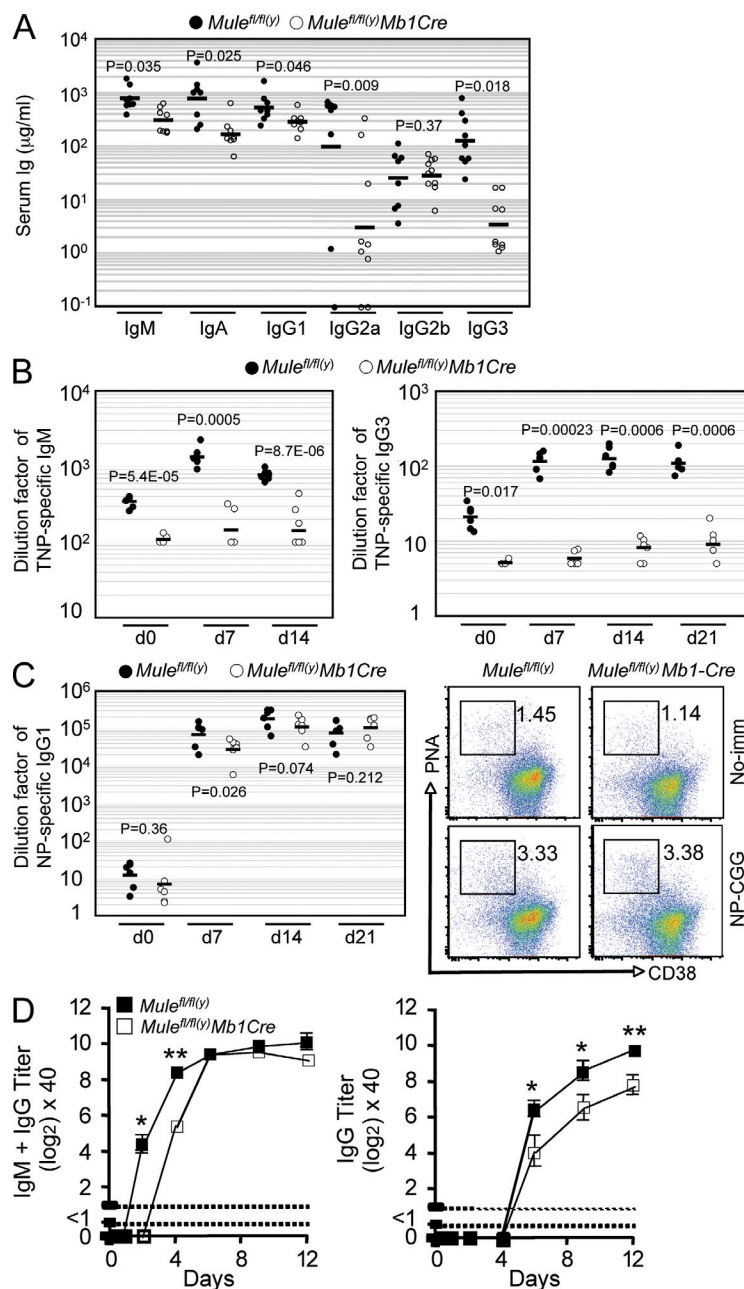 A
● Mule fl/fl(y) ○ Mule fl/fl(y)Mb1Cre
Serum Ig (μg/ml)
10^4
10^3
10^2
10^1
10^0
10^-1
P=0.035
P=0.025
P=0.046
P=0.009
P=0.37
P=0.018
IgM IgA IgG1 IgG2a IgG2b IgG3
B
● Mule fl/fl(y) ○ Mule fl/fl(y)Mb1Cre
Dilution factor of
TNP-specific IgM
10^4
10^3
10^2
10
P=5.4E-05
P=0.0005
P=8.7E-06
d0 d7 d14
Dilution factor of
TNP-specific IgG3
10^3
10^2
10
1
P=0.017
P=0.00023
P=0.0006
P=0.0006
d0 d7 d14 d21
C
● Mule fl/fl(y) ○ Mule fl/fl(y)Mb1Cre
Dilution factor of
NP-specific IgG1
10^6
10^5
10^4
10^3
10^2
10
1
P=0.36
P=0.026
P=0.074
P=0.212
d0 d7 d14 d21
Mule fl/fl(y) Mule fl/fl(y)Mb1-Cre
1.45
1.14
No-imm
3.33
3.38
NP-CGG
PNA
CD38
D
■ Mule fl/fl(y)
□ Mule fl/fl(y)Mb1Cre
IgM + IgG Titer
(log2) x 40
12
10
8
6
4
2
<1
0
*
**
0 4 8 12
Days
IgG Titer
(log2) x 40
12
10
8
6
4
2
<1
0
*
*
**
0 4 8 12
Days